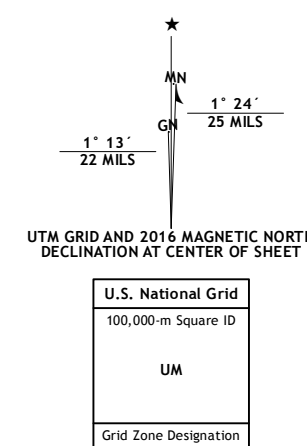 ★
MN
1° 24´
25 MILS
GN
1° 13´
22 MILS
UTM GRID AND 2016 MAGNETIC NORT
DECLINATION AT CENTER OF SHEET
U.S. National Grid
100,000-m Square ID
UM
Grid Zone Designation